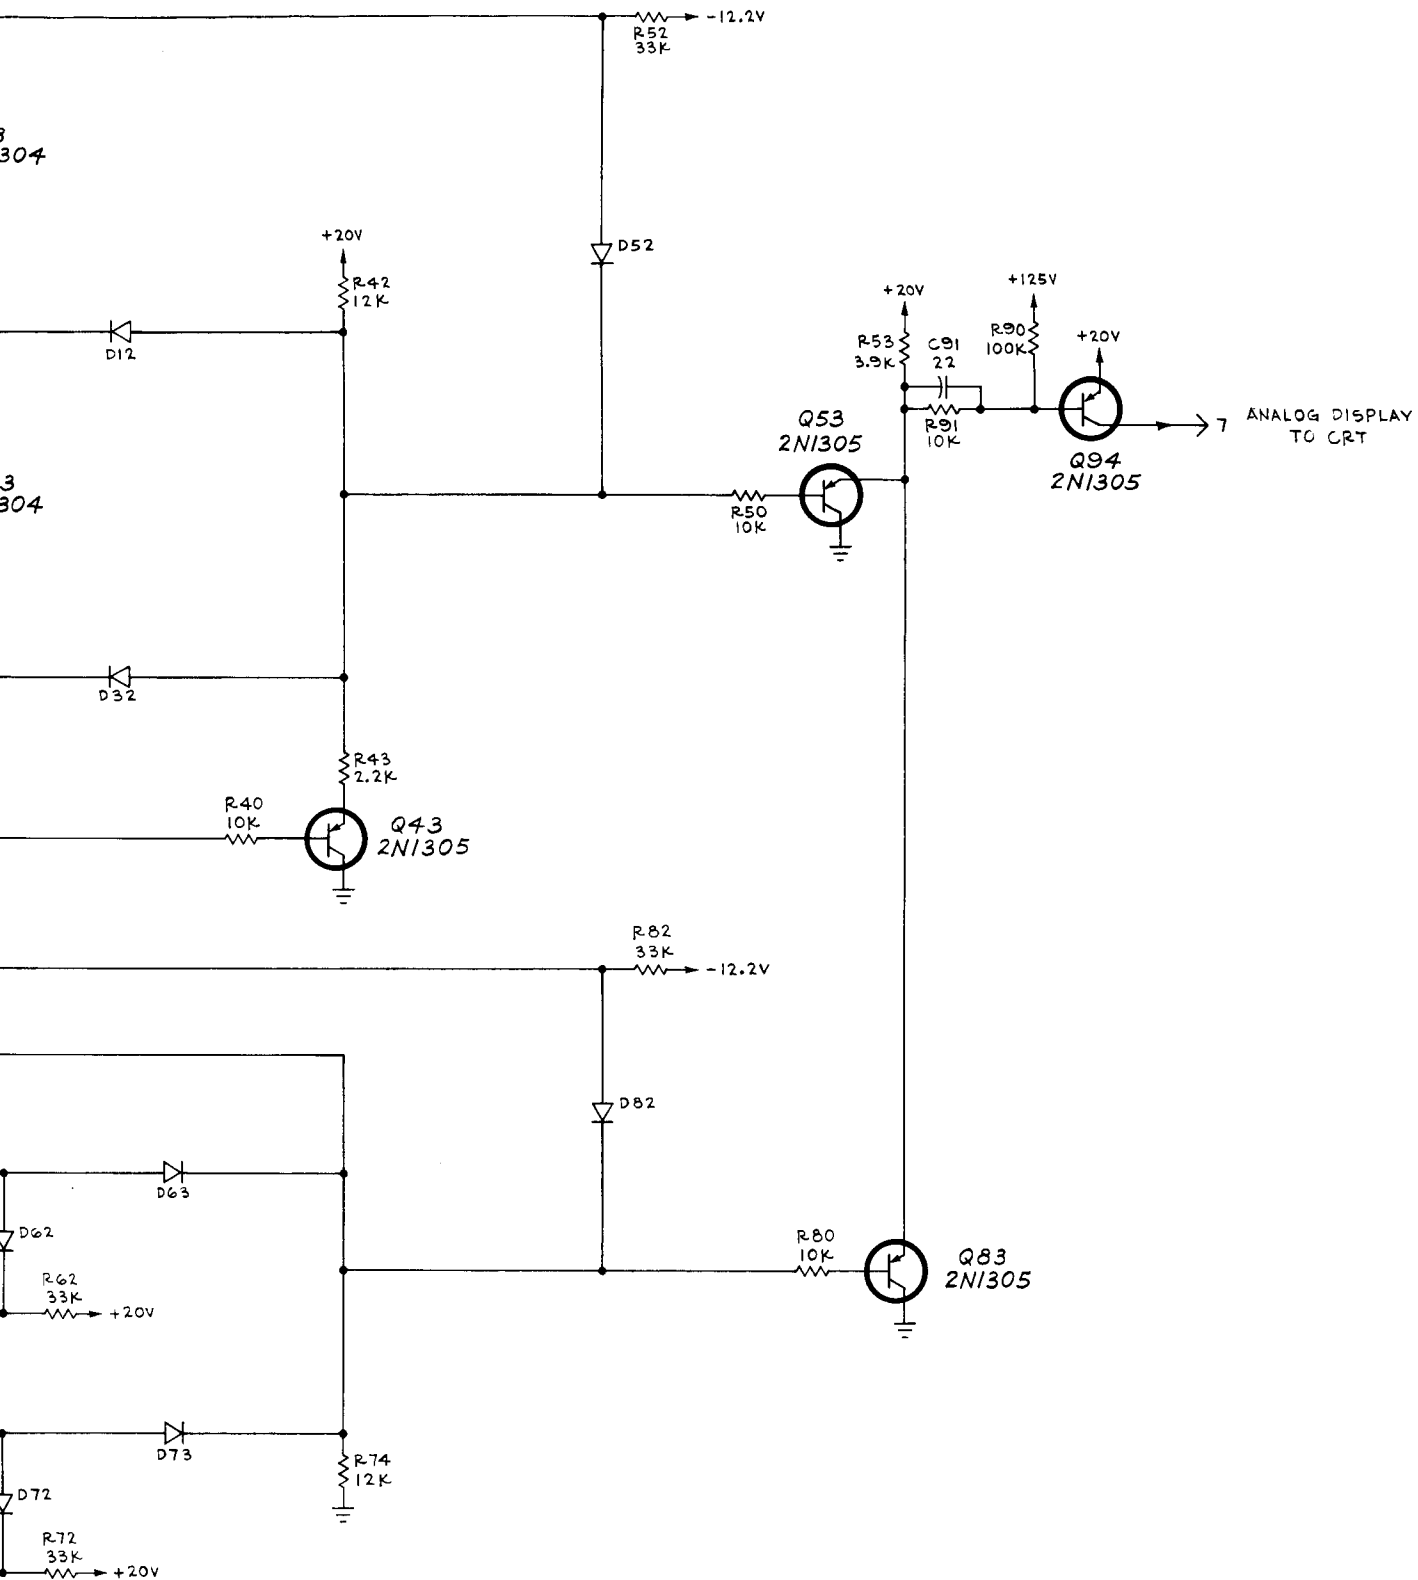 -12.2V
R52
33K
304
+20V
R42
12K
D52
D12
+20V
+125V
R53
3.9K
C91
22
R90
100K
+20V
R91
10K
7
ANALOG DISPLAY
TO CRT
Q53
2N1305
Q94
2N1305
3
304
R50
10K
D32
R43
2.2K
R40
10K
Q43
2N1305
R82
33K
-12.2V
D82
D63
D62
R62
33K
+20V
R80
10K
Q83
2N1305
D73
R74
12K
D72
R72
33K
+20V